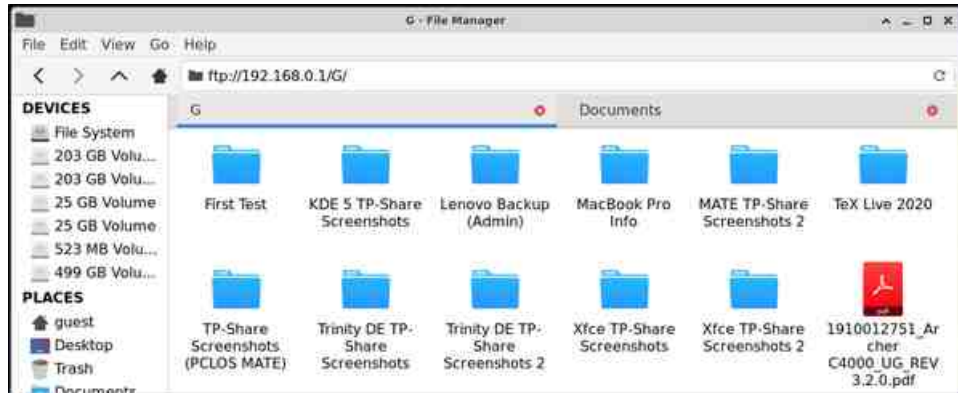 G - File Manager
File Edit View Go Help
ftp://192.168.0.1/G/
DEVICES
File System
203 GB Volu...
203 GB Volu...
25 GB Volume
25 GB Volume
523 MB Volu...
499 GB Volu...
PLACES
guest
Desktop
Trash
Documents
G
Documents
First Test
KDE 5 TP-Share
Screenshots
Lenovo Backup
(Admin)
MacBook Pro
Info
MATE TP-Share
Screenshots 2
TeX Live 2020
TP-Share
Screenshots
(PCLOS MATE)
Trinity DE TP-
Share
Screenshots
Trinity DE TP-
Share
Screenshots 2
Xfce TP-Share
Screenshots
Xfce TP-Share
Screenshots 2
pdf
1910012751_Ar
cher
C4000_UG_REV
3.2.0.pdf